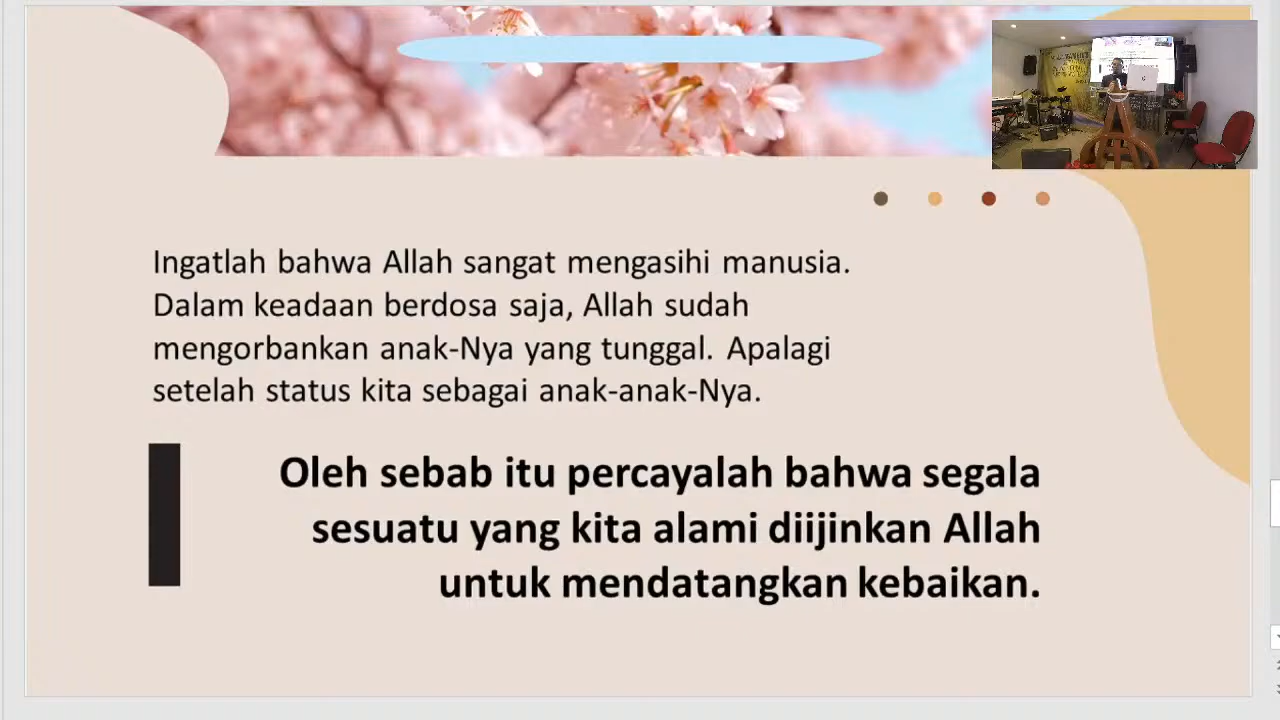 Ingatlah bahwa Allah sangat mengasihi manusia.
Dalam keadaan berdosa saja, Allah sudah
mengorbankan anak-Nya yang tunggal. Apalagi
setelah status kita sebagai anak-anak-Nya.
Oleh sebab itu percayalah bahwa segala
sesuatu yang kita alami diijinkan Allah
untuk mendatangkan kebaikan.